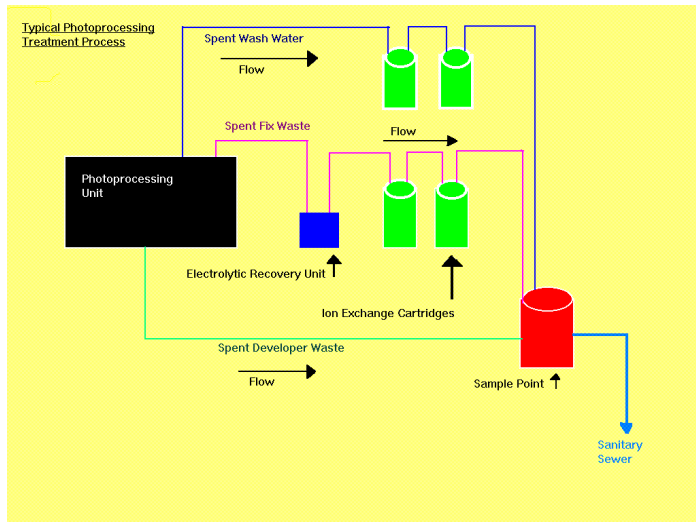 Typical Photoprocessing
Treatment Process
Spent Wash Water
Flow
Spent Fix Waste
Flow
Photoprocessing
Unit
Electrolytic Recovery Unit
Ion Exchange Cartridges
Spent Developer Waste
Flow
Sample Point
Sanitary
Sewer